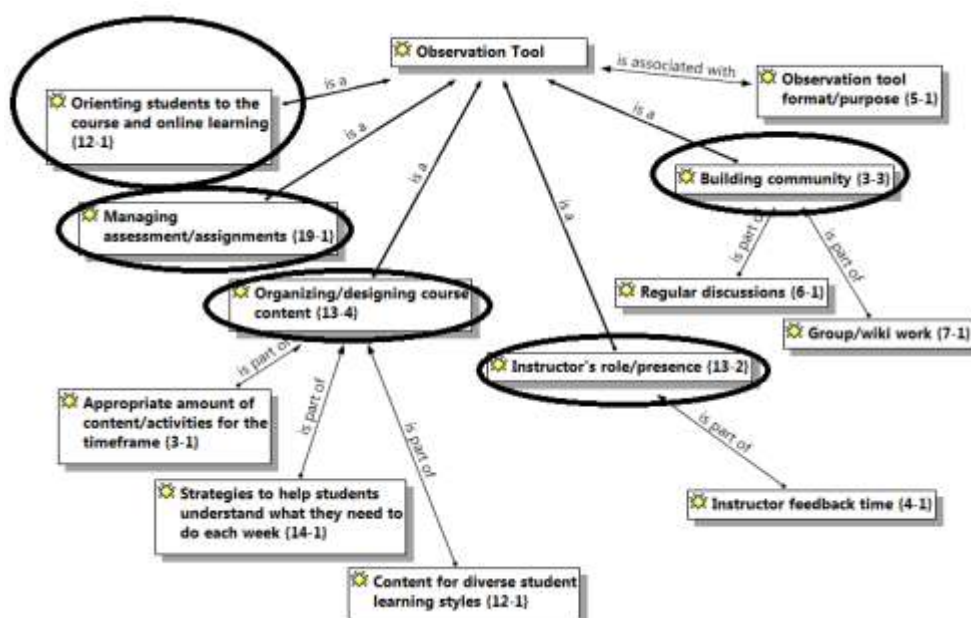 Observation Tool
is associated with
Observation tool
format/purpose {5-1}
is a
Orienting students to the
course and online learning
{12-1}
is a
is a
is a
is a
Building community {3-3}
Managing
assessment/assignments {19-1}
is part of
is part of
Organizing/designing course
content {13-4}
Regular discussions {6-1}
Group/wiki work {7-1}
is part of
Instructor's role/presence {13-2}
Appropriate amount of
content/activities for the
timeframe {3-1}
is part of
is part of
is part of
Strategies to help students
understand what they need to
do each week {14-1}
Instructor feedback time {4-1}
Content for diverse student
learning styles {12-1}